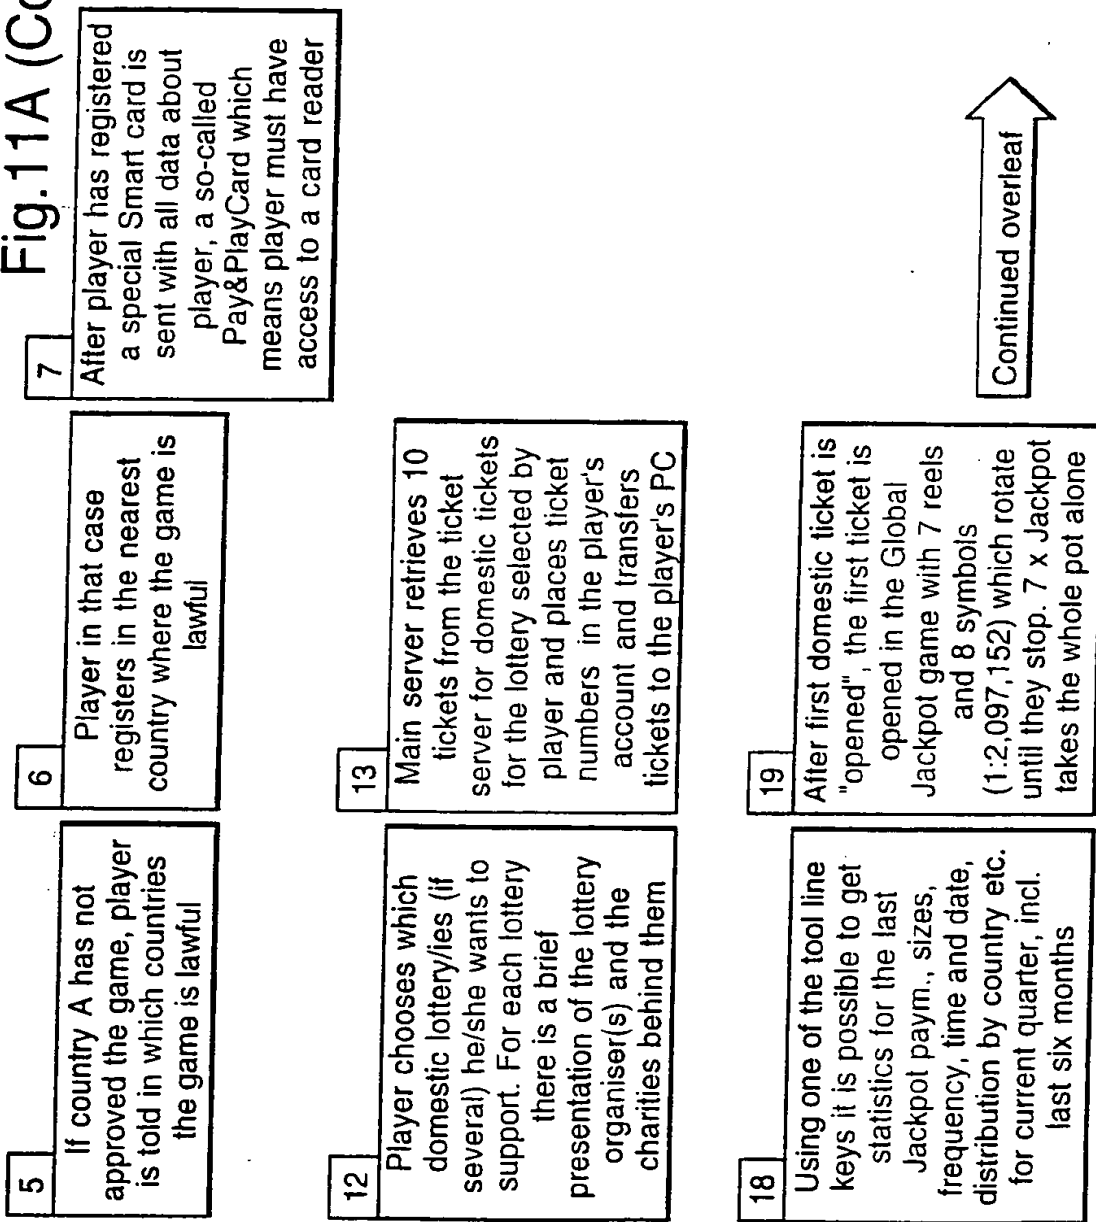 Fig.11A (Co
5
If country A has not
approved the game, player
is told in which countries
the game is lawful
6
Player in that case
registers in the nearest
country where the game is
lawful
7
After player has registered
a special Smart card is
sent with all data about
player, a so-called
Pay&PlayCard which
means player must have
access to a card reader
12
Player chooses which
domestic lottery/ies (if
several) he/she wants to
support. For each lottery
there is a brief
presentation of the lottery
organiser(s) and the
charities behind them
13
Main server retrieves 10
tickets from the ticket
server for domestic tickets
for the lottery selected by
player and places ticket
numbers in the player's
account and transfers
tickets to the player's PC
18
Using one of the tool line
keys it is possible to get
statistics for the last
Jackpot paym., sizes,
frequency, time and date,
distribution by country etc.
for current quarter, incl.
last six months
19
After first domestic ticket is
"opened", the first ticket is
opened in the Global
Jackpot game with 7 reels
and 8 symbols
(1:2,097,152) which rotate
until they stop. 7 x Jackpot
takes the whole pot alone
Continued overleaf